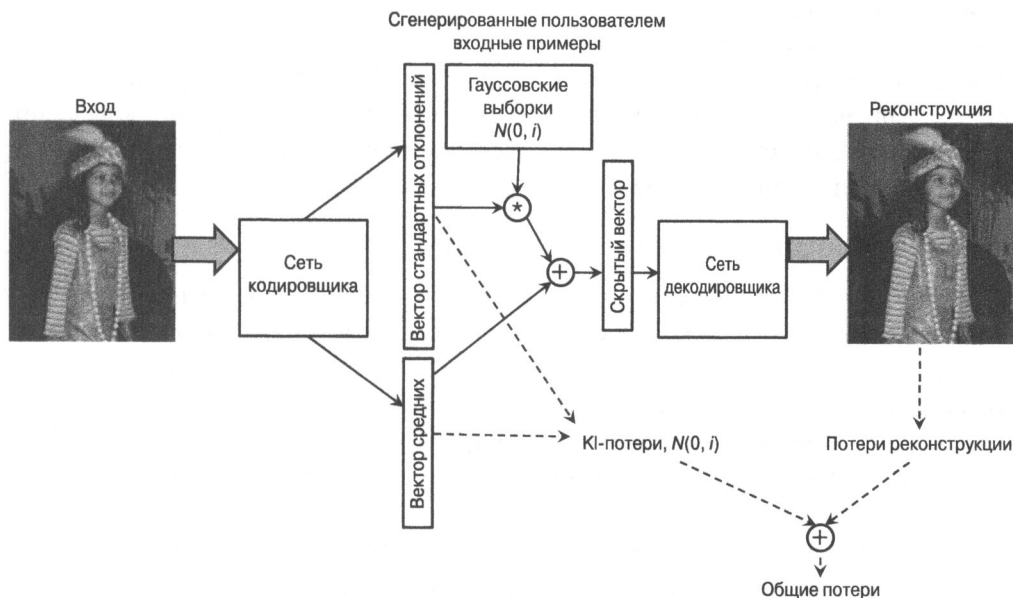 Сгенерированные пользователем
входные примеры
Вход
Вектор стандартных отклонений
Гауссовские
выборки
N(0, i)
Реконструкция
*
Сеть
кодировщика
+
Скрытый вектор
Сеть
декодировщика
Вектор средних
Kl-потери, N(0, i)
Потери реконструкции
+
Общие потери